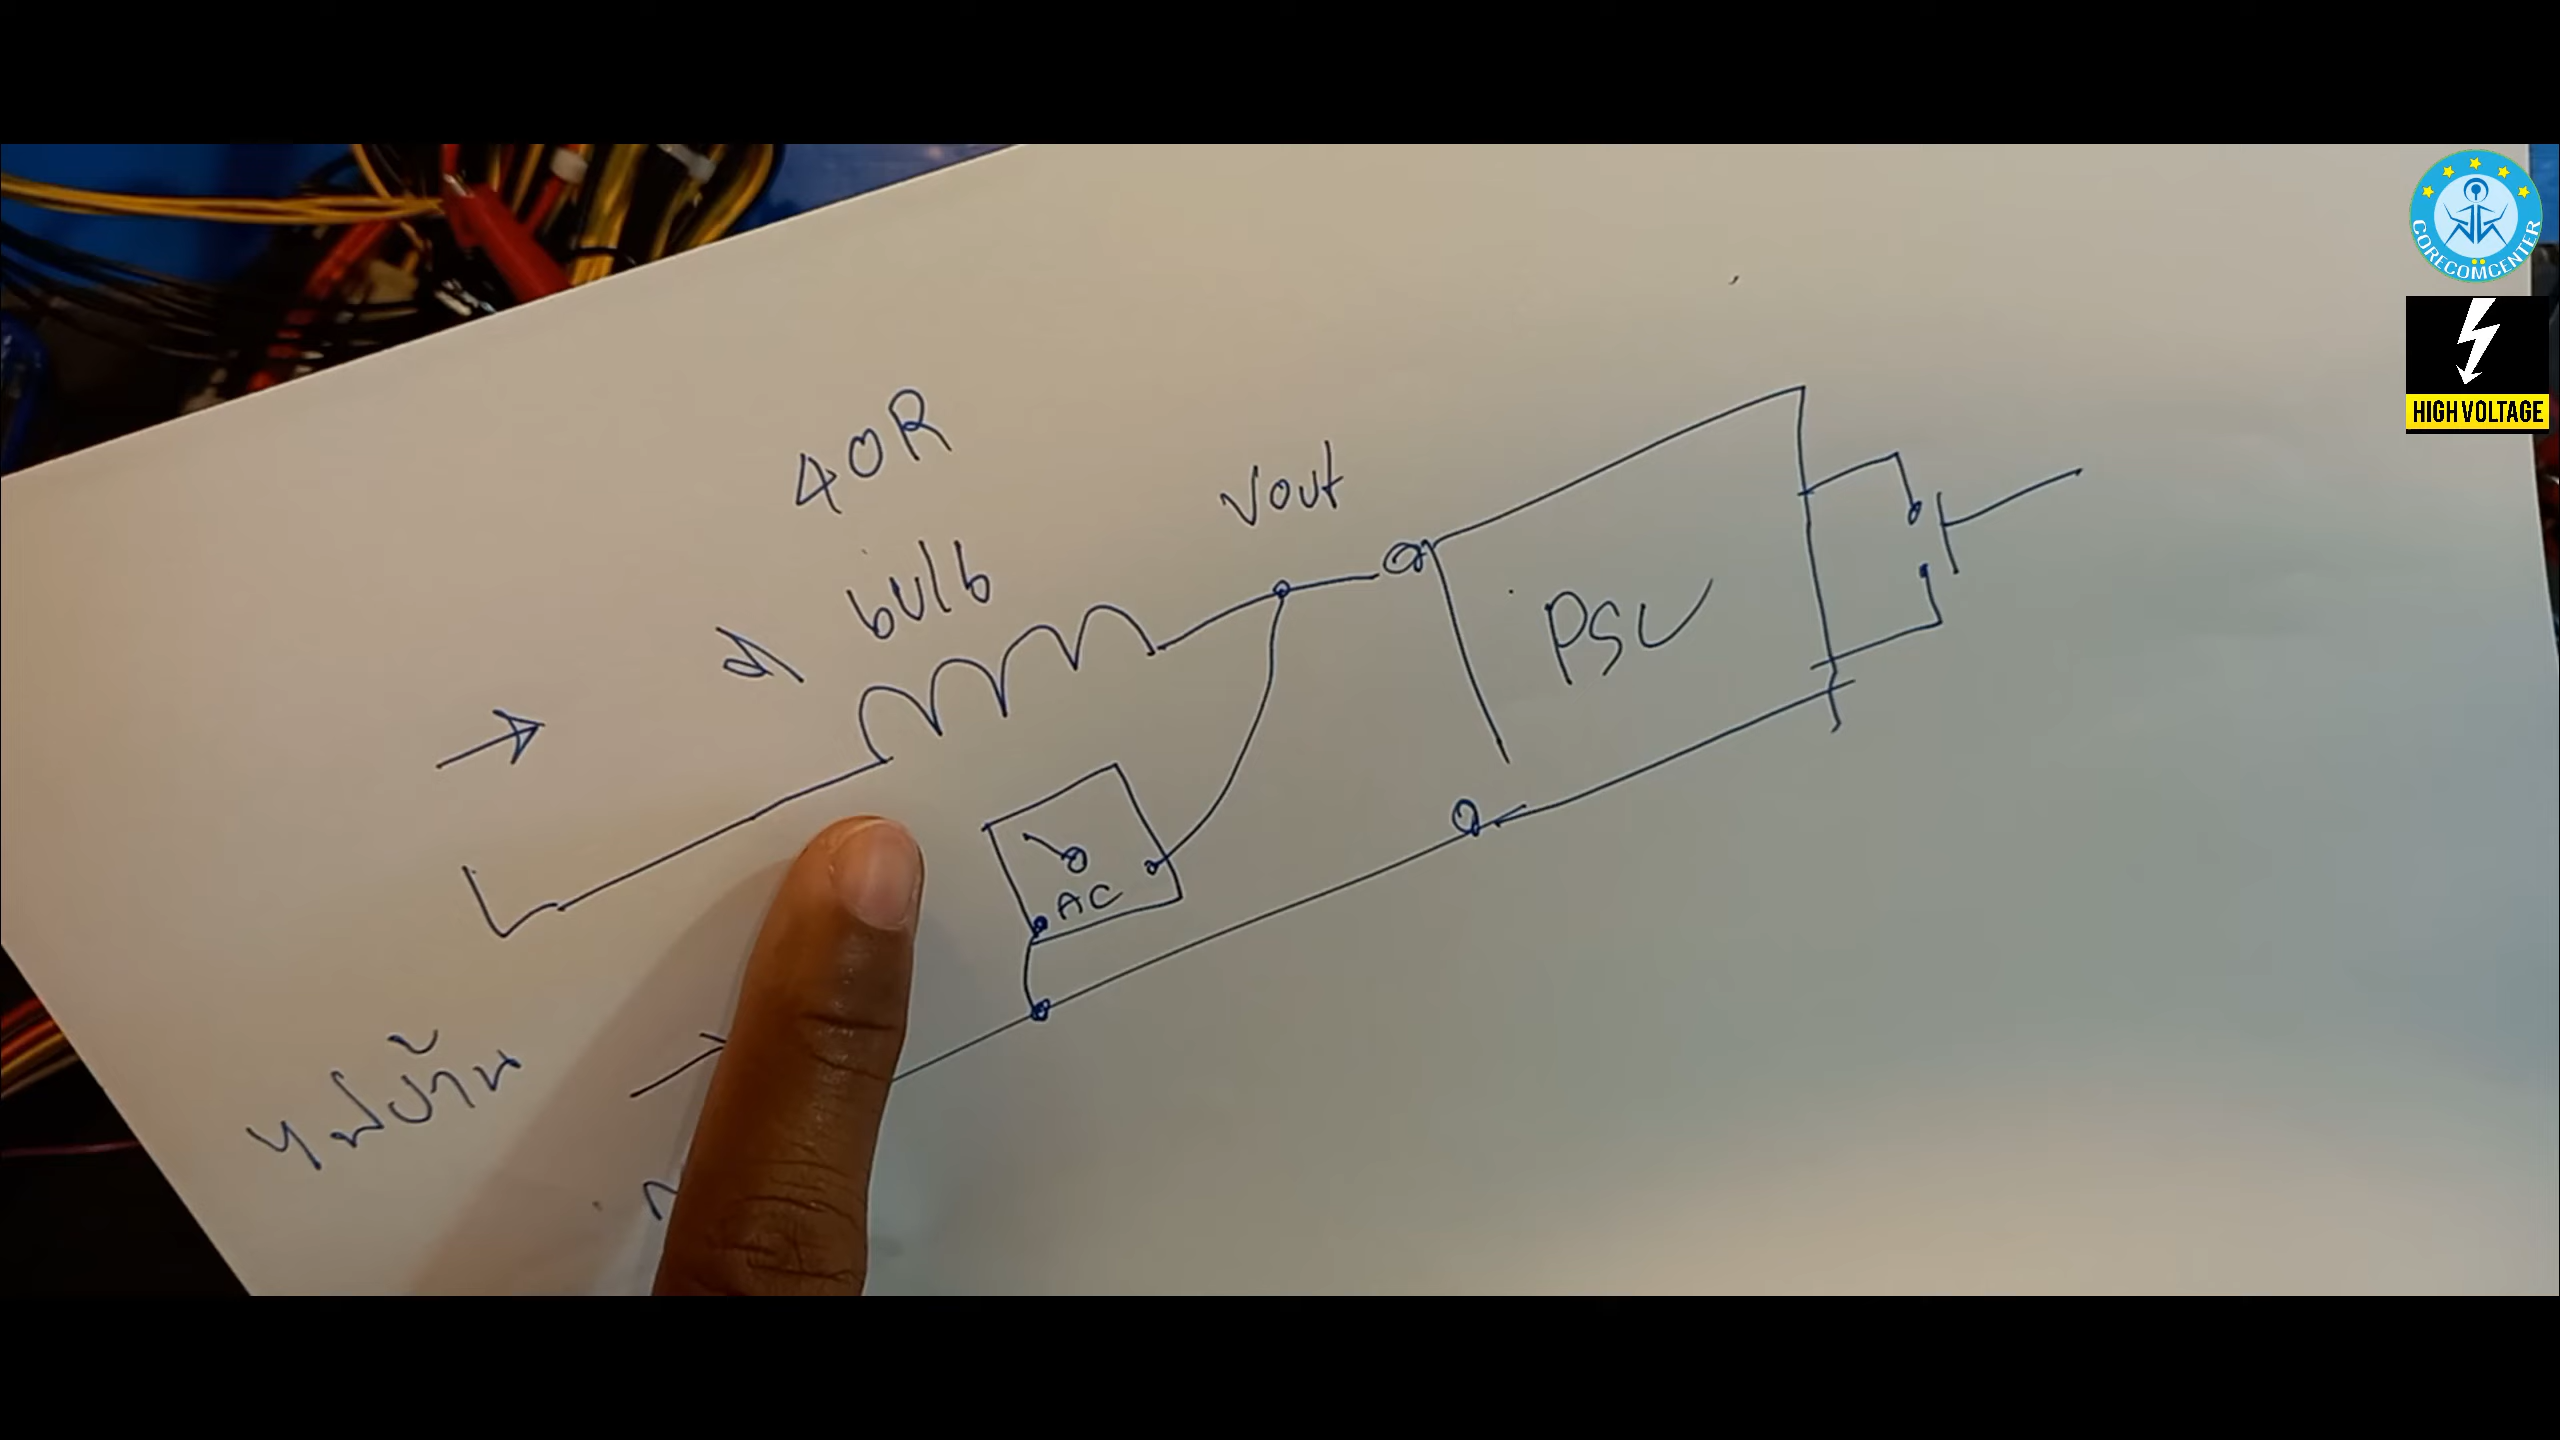 40R
bulb
Vout
PSU
AC
ไฟบ้าน
CORECOMCENTER
HIGH VOLTAGE